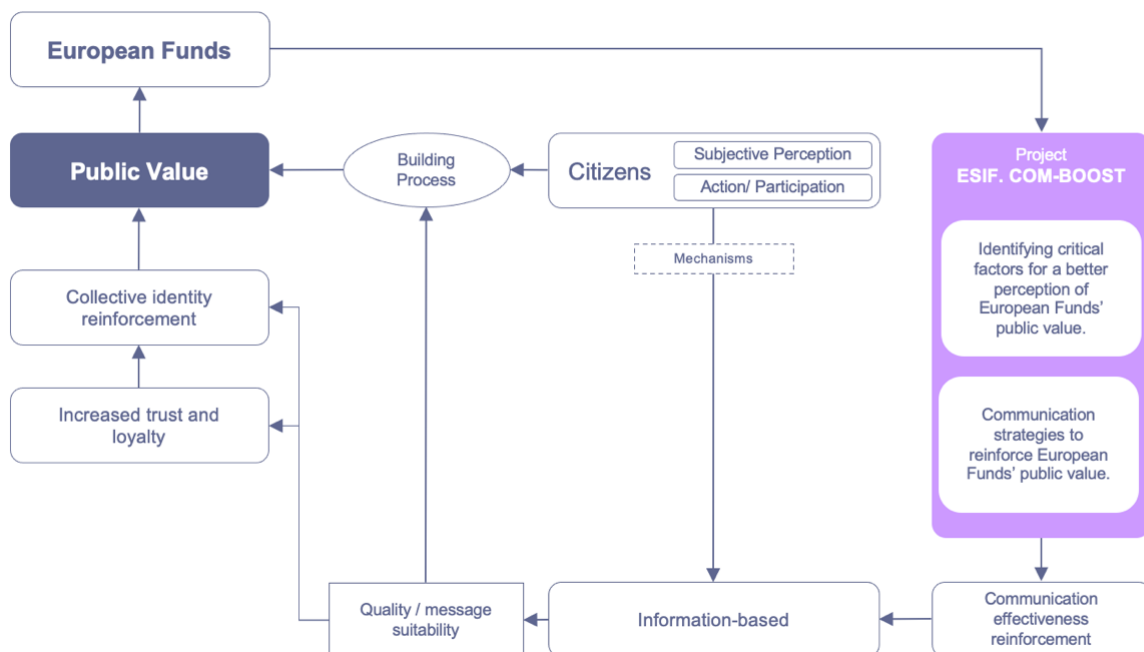 European Funds
Public Value
Building
Process
Citizens
Subjective Perception
Action/ Participation
Mechanisms
Project
ESIF. COM-BOOST
Identifying critical
factors for a better
perception of
European Funds'
public value.
Communication
strategies to
reinforce European
Funds' public value.
Collective identity
reinforcement
Increased trust and
loyalty
Quality / message
suitability
Information-based
Communication
effectiveness
reinforcement